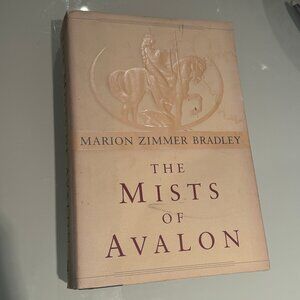 MARION ZIMMER BRADLEY
THE
MISTS
OF
AVALON